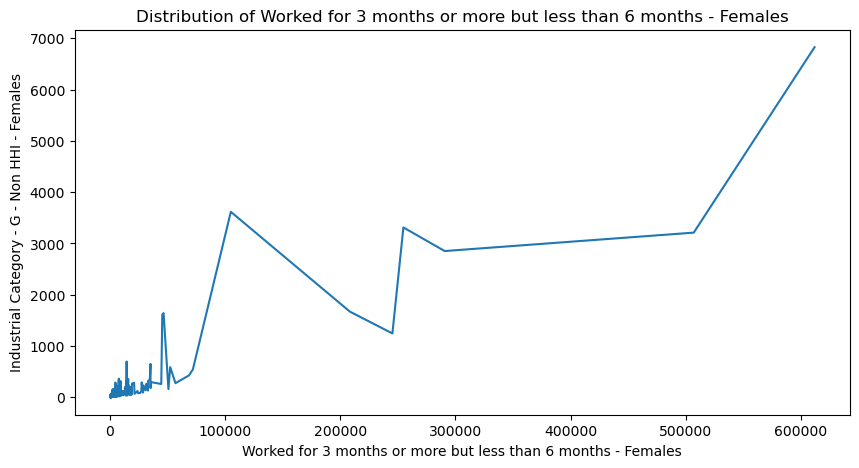 Distribution of Worked for 3 months or more but less than 6 months - Females
7000
6000
5000
4000
3000
2000
1000
0
Industrial Category - G - Non HHI - Females
0 100000 200000 300000 400000 500000 600000
Worked for 3 months or more but less than 6 months - Females